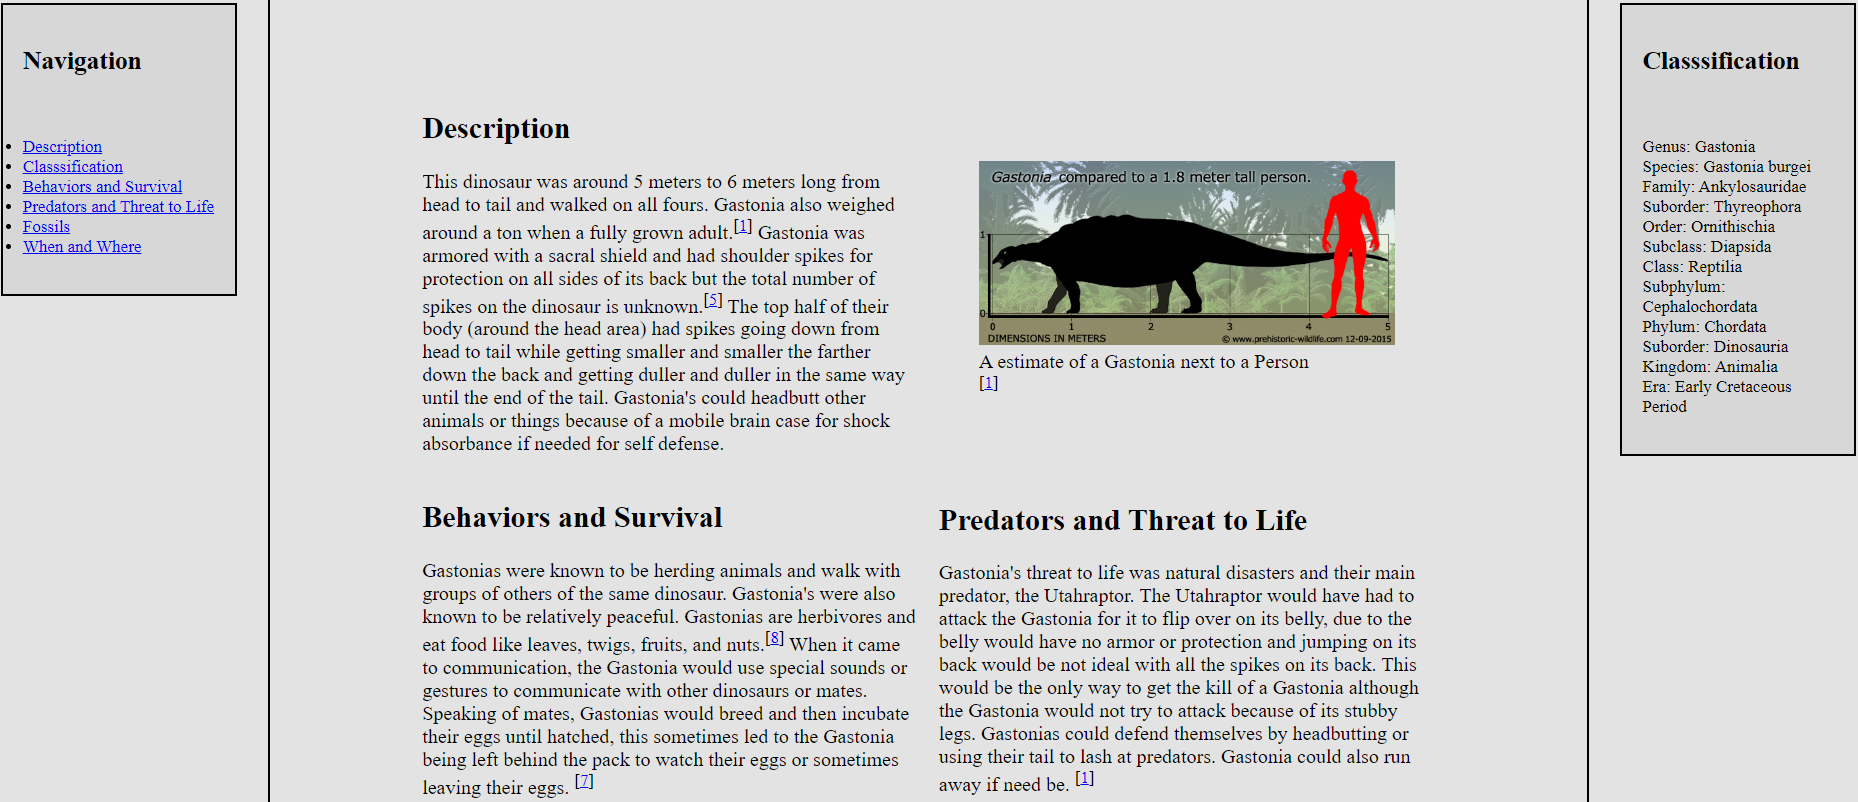 Navigation
Description
Classsification
Behaviors and Survival
Predators and Threat to Life
Fossils
When and Where
Description
This dinosaur was around 5 meters to 6 meters long from
head to tail and walked on all fours. Gastonia also weighed
around a ton when a fully grown adult.[1] Gastonia was
armored with a sacral shield and had shoulder spikes for
protection on all sides of its back but the total number of
spikes on the dinosaur is unknown.[5] The top half of their
body (around the head area) had spikes going down from
head to tail while getting smaller and smaller the farther
down the back and getting duller and duller in the same way
until the end of the tail. Gastonia's could headbutt other
animals or things because of a mobile brain case for shock
absorbance if needed for self defense.
Gastonia compared to a 1.8 meter tall person.
1
0
0 1 2 3 4 5
DIMENSIONS IN METERS © www.prehistoric-wildlife.com 12-09-2015
A estimate of a Gastonia next to a Person
[1]
Behaviors and Survival
Gastonias were known to be herding animals and walk with
groups of others of the same dinosaur. Gastonia's were also
known to be relatively peaceful. Gastonias are herbivores and
eat food like leaves, twigs, fruits, and nuts.[8] When it came
to communication, the Gastonia would use special sounds or
gestures to communicate with other dinosaurs or mates.
Speaking of mates, Gastonias would breed and then incubate
their eggs until hatched, this sometimes led to the Gastonia
being left behind the pack to watch their eggs or sometimes
leaving their eggs. [7]
Predators and Threat to Life
Gastonia's threat to life was natural disasters and their main
predator, the Utahraptor. The Utahraptor would have had to
attack the Gastonia for it to flip over on its belly, due to the
belly would have no armor or protection and jumping on its
back would be not ideal with all the spikes on its back. This
would be the only way to get the kill of a Gastonia although
the Gastonia would not try to attack because of its stubby
legs. Gastonias could defend themselves by headbutting or
using their tail to lash at predators. Gastonia could also run
away if need be. [1]
Classsification
Genus: Gastonia
Species: Gastonia burgei
Family: Ankylosauridae
Suborder: Thyreophora
Order: Ornithischia
Subclass: Diapsida
Class: Reptilia
Subphylum:
Cephalochordata
Phylum: Chordata
Suborder: Dinosauria
Kingdom: Animalia
Era: Early Cretaceous
Period